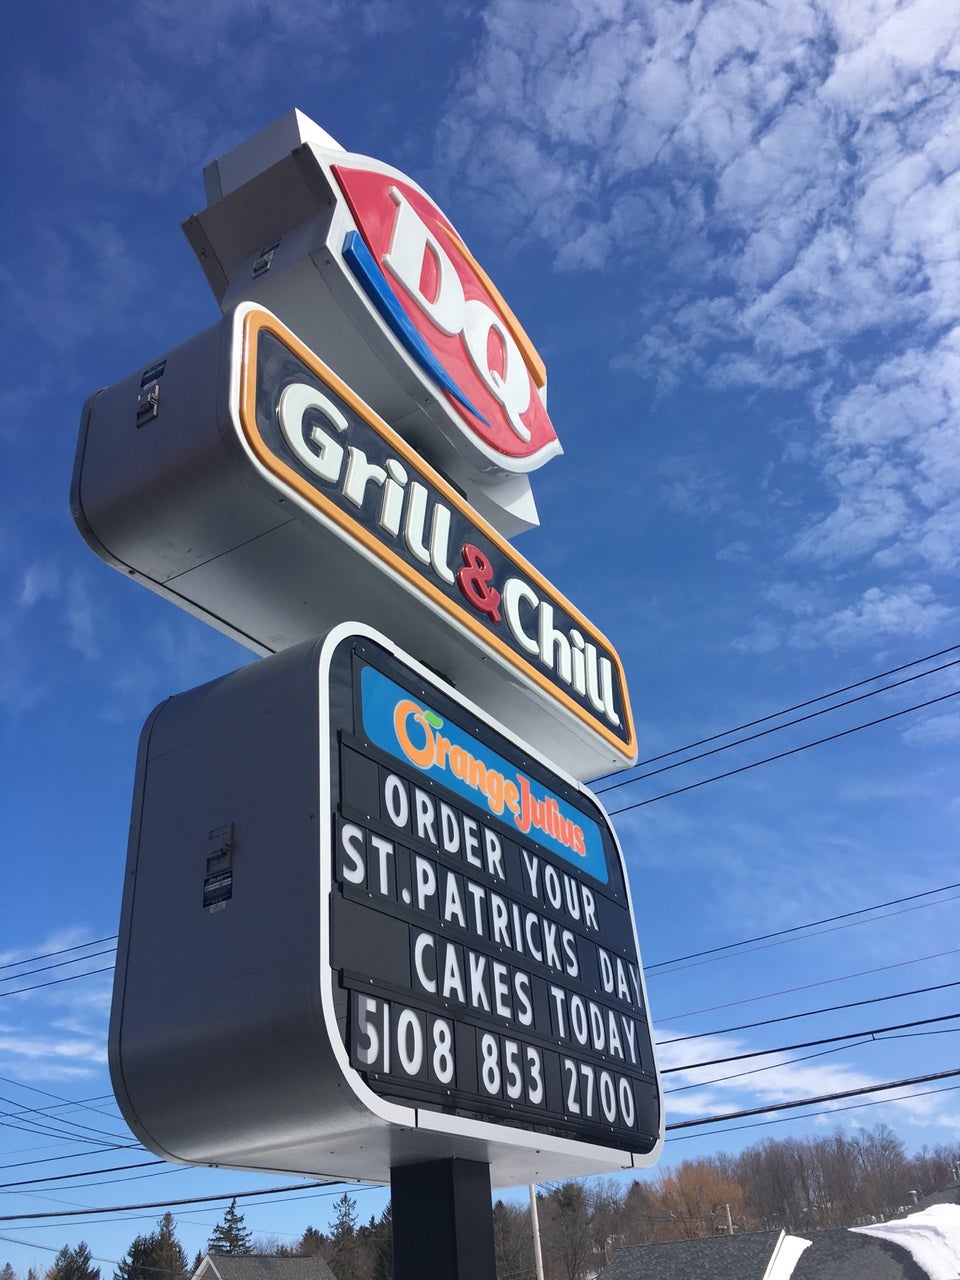 DQ
Grill & Chill
Orange Julius
ORDER YOUR
ST.PATRICKS DAY
CAKES TODAY
508 853 2700